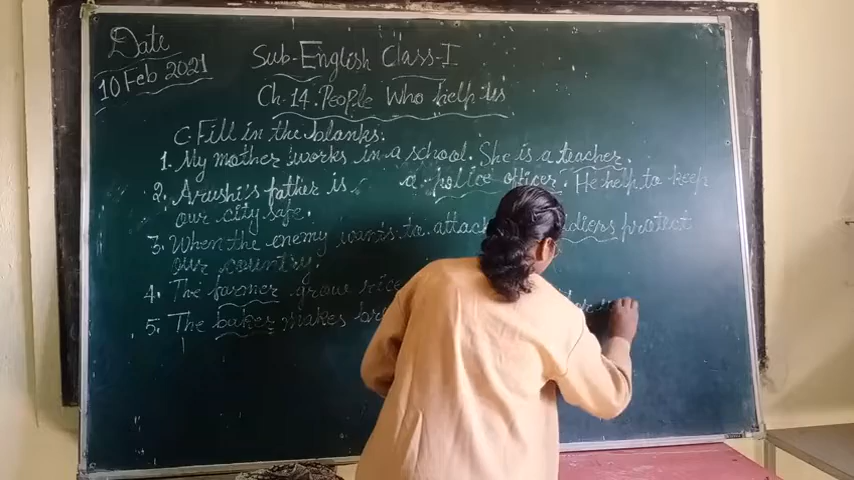 Date
10 Feb 2021
Sub-English Class-I
Ch. 14. People Who help Us
C. Fill in the blanks:
1. My mother works in a school. She is a teacher.
2. Arushi's father is a police officer. He help to keep
our city safe.
3. When the enemy wants to attack soldiers protect
our country
4. The farmer grows rice
5. The baker makes